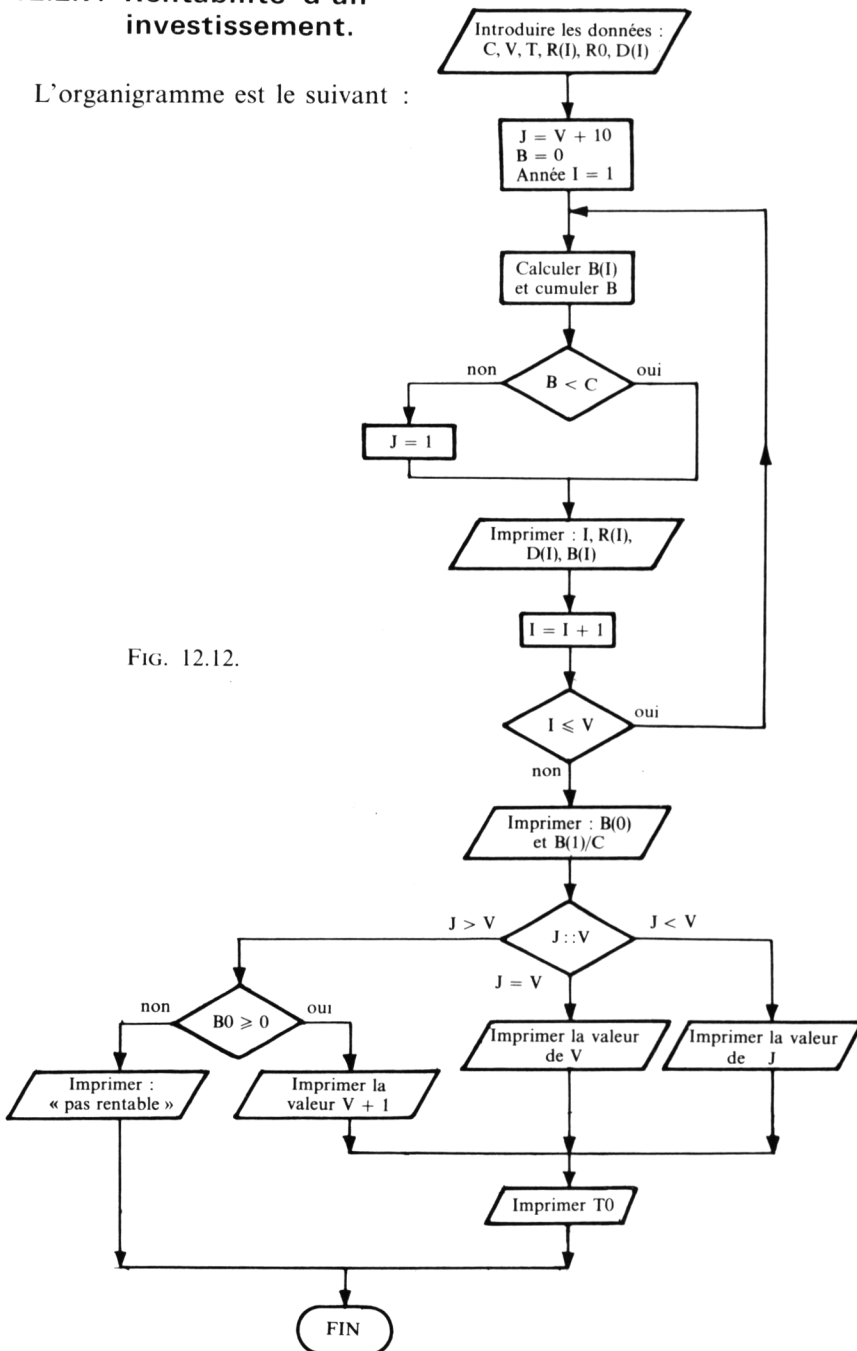 Rentabilité d'un
investissement.
L'organigramme est le suivant :
Introduire les données :
C, V, T, R(I), R0, D(I)
J = V + 10
B = 0
Année I = 1
Calculer B(I)
et cumuler B
non
B < C
oui
J = 1
Imprimer : I, R(I),
D(I), B(I)
I = I + 1
FIG. 12.12.
I ⩽ V
oui
non
Imprimer : B(0)
et B(1)/C
J > V
J::V
J < V
J = V
non
B0 ⩾ 0
oui
Imprimer la valeur
de V
Imprimer la valeur
de J
Imprimer :
« pas rentable »
Imprimer la
valeur V + 1
Imprimer T0
FIN